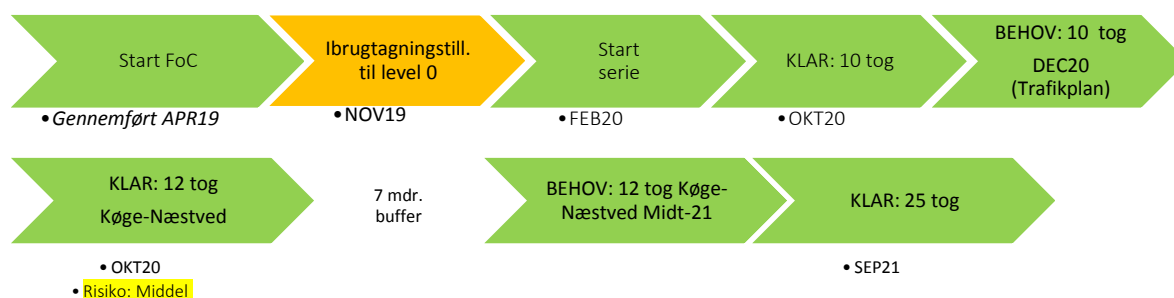 Start FoC
• Gennemført APR19
Ibrugtagningstill.
til level 0
• NOV19
Start
serie
• FEB20
KLAR: 10 tog
• OKT20
BEHOV: 10 tog
DEC20
(Trafikplan)
KLAR: 12 tog
Køge-Næstved
• OKT20
• Risiko: Middel
7 mdr.
buffer
BEHOV: 12 tog Køge-
Næstved Midt-21
KLAR: 25 tog
• SEP21